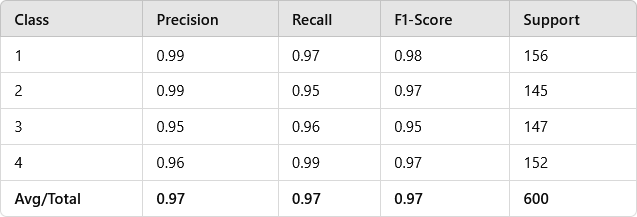 Class Precision Recall F1-Score Support
1 0.99 0.97 0.98 156
2 0.99 0.95 0.97 145
3 0.95 0.96 0.95 147
4 0.96 0.99 0.97 152
Avg/Total 0.97 0.97 0.97 600